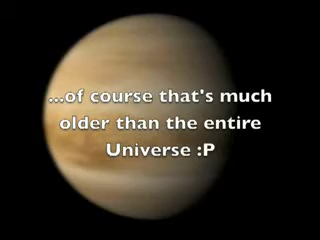 ...of course that's much
older than the entire
Universe :P